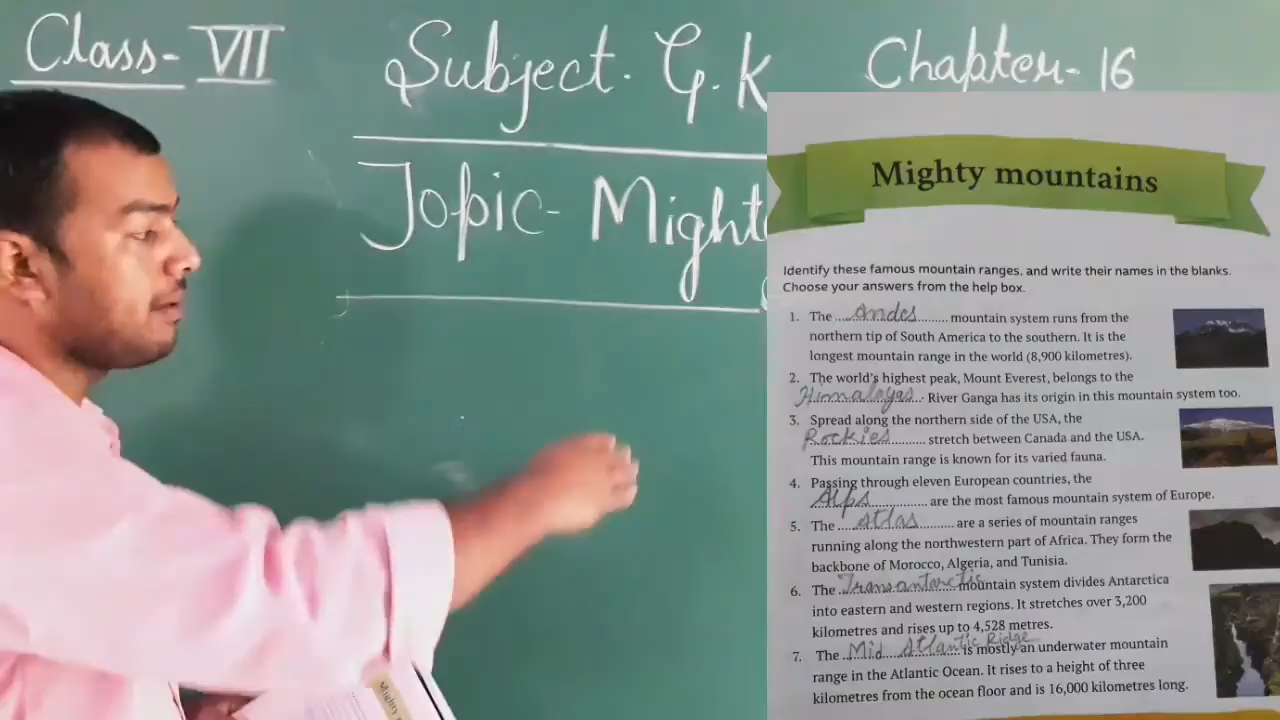 Class- VII
Subject. G.K
Chapter- 16
Topic- Might
Mighty mountains
Identify these famous mountain ranges, and write their names in the blanks.
Choose your answers from the help box.
1. The ...Andes......... mountain system runs from the
northern tip of South America to the southern. It is the
longest mountain range in the world (8,900 kilometres).
2. The world's highest peak, Mount Everest, belongs to the
Himalayas. River Ganga has its origin in this mountain system too.
3. Spread along the northern side of the USA, the
Rockies.......... stretch between Canada and the USA.
This mountain range is known for its varied fauna.
4. Passing through eleven European countries, the
Alps............... are the most famous mountain system of Europe.
5. The ....Atlas.......... are a series of mountain ranges
running along the northwestern part of Africa. They form the
backbone of Morocco, Algeria, and Tunisia.
6. The Transantarctic mountain system divides Antarctica
into eastern and western regions. It stretches over 3,200
kilometres and rises up to 4,528 metres.
7. The ..Mid Atlantic Ridge is mostly an underwater mountain
range in the Atlantic Ocean. It rises to a height of three
kilometres from the ocean floor and is 16,000 kilometres long.
Mighty